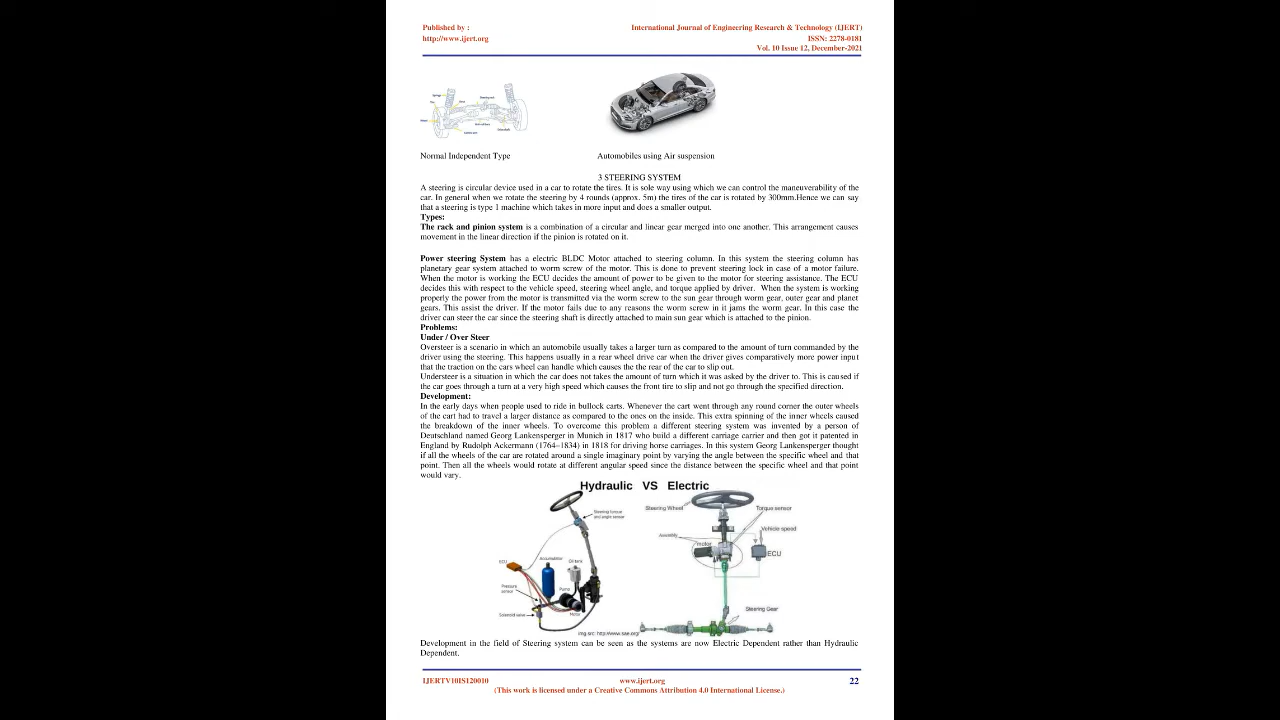 Published by :
International Journal of Engineering Research & Technology (IJERT)
http://www.ijert.org
ISSN: 2278-0181
Vol. 10 Issue 12, December-2021
Normal Independent Type
Automobiles using Air suspension
3 STEERING SYSTEM
A steering is circular device used in a car to rotate the tires. It is sole way using which we can control the maneuverability of the
car. In general when we rotate the steering by 4 rounds (approx. 5m) the tires of the car is rotated by 300mm.Hence we can say
that a steering is type 1 machine which takes in more input and does a smaller output.
Types:
The rack and pinion system is a combination of a circular and linear gear merged into one another. This arrangement causes
movement in the linear direction if the pinion is rotated on it.
Power steering System has a electric BLDC Motor attached to steering column. In this system the steering column has
planetary gear system attached to worm screw of the motor. This is done to prevent steering lock in case of a motor failure.
When the motor is working the ECU decides the amount of power to be given to the motor for steering assistance. The ECU
decides this with respect to the vehicle speed, steering wheel angle, and torque applied by driver. When the system is working
properly the power from the motor is transmitted via the worm screw to the sun gear through worm gear, outer gear and planet
gears. This assist the driver. If the motor fails due to any reasons the worm screw in it jams the worm gear. In this case the
driver can steer the car since the steering shaft is directly attached to main sun gear which is attached to the pinion.
Problems:
Under / Over Steer
Oversteer is a scenario in which an automobile usually takes a larger turn as compared to the amount of turn commanded by the
driver using the steering. This happens usually in a rear wheel drive car when the driver gives comparatively more power input
that the traction on the cars wheel can handle which causes the the rear of the car to slip out.
Understeer is a situation in which the car does not takes the amount of turn which it was asked by the driver to. This is caused if
the car goes through a turn at a very high speed which causes the front tire to slip and not go through the specified direction.
Development:
In the early days when people used to ride in bullock carts. Whenever the cart went through any round corner the outer wheels
of the cart had to travel a larger distance as compared to the ones on the inside. This extra spinning of the inner wheels caused
the breakdown of the inner wheels. To overcome this problem a different steering system was invented by a person of
Deutschland named Georg Lankensperger in Munich in 1817 who build a different carriage carrier and then got it patented in
England by Rudolph Ackermann (1764–1834) in 1818 for driving horse carriages. In this system Georg Lankensperger thought
if all the wheels of the car are rotated around a single imaginary point by varying the angle between the specific wheel and that
point. Then all the wheels would rotate at different angular speed since the distance between the specific wheel and that point
would vary.
Hydraulic VS Electric
Steering torque
and angle sensor
ECU
Accumulator
Oil tank
Pressure
sensor
Pump
Solenoid valve
Motor
img src: http://www.sae.org/
Steering Wheel
Torque sensor
Vehicle speed
Assembly
motor
ECU
Steering Gear
Development in the field of Steering system can be seen as the systems are now Electric Dependent rather than Hydraulic
Dependent.
IJERTV10IS120010
www.ijert.org
22
(This work is licensed under a Creative Commons Attribution 4.0 International License.)